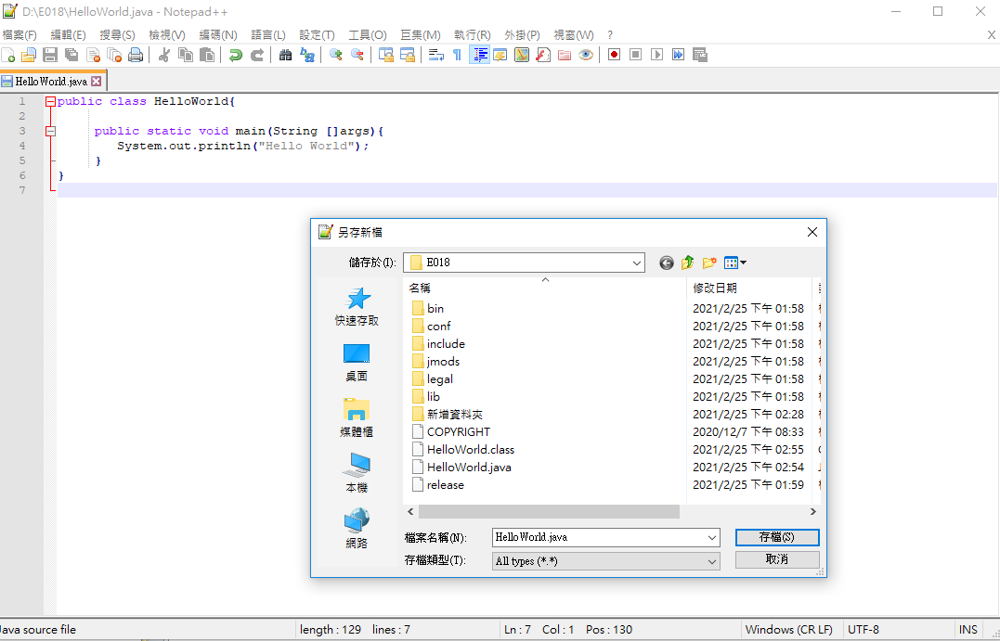 D:\E018\HelloWorld.java - Notepad++
檔案(F) 編輯(E) 搜尋(S) 檢視(V) 編碼(N) 語言(L) 設定(T) 工具(O) 巨集(M) 執行(R) 外掛(P) 視窗(W) ? X
HelloWorld.java
1 public class HelloWorld{
2
3 public static void main(String []args){
4 System.out.println("Hello World");
5 }
6 }
7
另存新檔
儲存於(I): E018
名稱 修改日期
bin 2021/2/25 下午 01:58
conf 2021/2/25 下午 01:58
include 2021/2/25 下午 01:58
jmods 2021/2/25 下午 01:58
legal 2021/2/25 下午 01:58
lib 2021/2/25 下午 01:58
新增資料夾 2021/2/25 下午 02:28
COPYRIGHT 2020/12/7 下午 08:33
HelloWorld.class 2021/2/25 下午 02:55
HelloWorld.java 2021/2/25 下午 02:54
release 2021/2/25 下午 01:59
快速存取
桌面
媒體櫃
本機
網路
檔案名稱(N): HelloWorld.java 存檔(S)
存檔類型(T): All types (*.*) 取消
Java source file length : 129 lines : 7 Ln : 7 Col : 1 Pos : 130 Windows (CR LF) UTF-8 INS